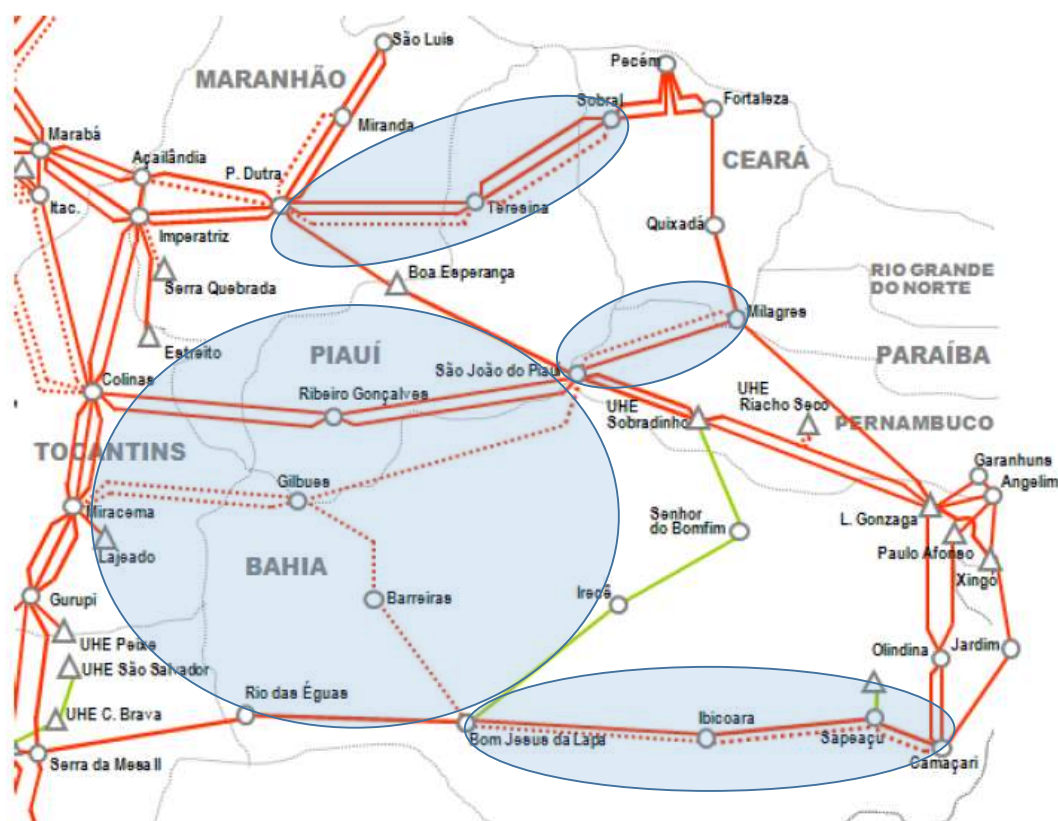 São Luis
MARANHÃO
Pecém
Sobral
Fortaleza
Miranda
Marabá
Açailândia
P. Dutra
CEARÁ
Itac.
Teresina
Imperatriz
Quixadá
Boa Esperança
Serra Quebrada
RIO GRANDE
DO NORTE
Milagres
Estreito
PIAUÍ
PARAÍBA
São João do Piauí
Colinas
Ribeiro Gonçalves
UHE
Riacho Seco
UHE
Sobradinho
PERNAMBUCO
TOCANTINS
Garanhuns
Gilbues
Angelim
Miracema
L. Gonzaga
Senhor
do Bomfim
Lajeado
Paulo Afonso
BAHIA
Xingó
Irecê
Barreiras
Gurupi
UHE Peixe
Olindina
Jardim
UHE São Salvador
Rio das Éguas
UHE C. Brava
Ibicoara
Bom Jesus da Lapa
Sapeaçu
Serra da Mesa II
Camaçari